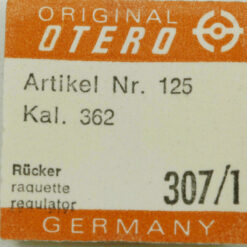 ORIGINAL
OTERO
Artikel Nr. 125
Kal. 362
Rücker
raquette
regulator
307/1
GERMANY